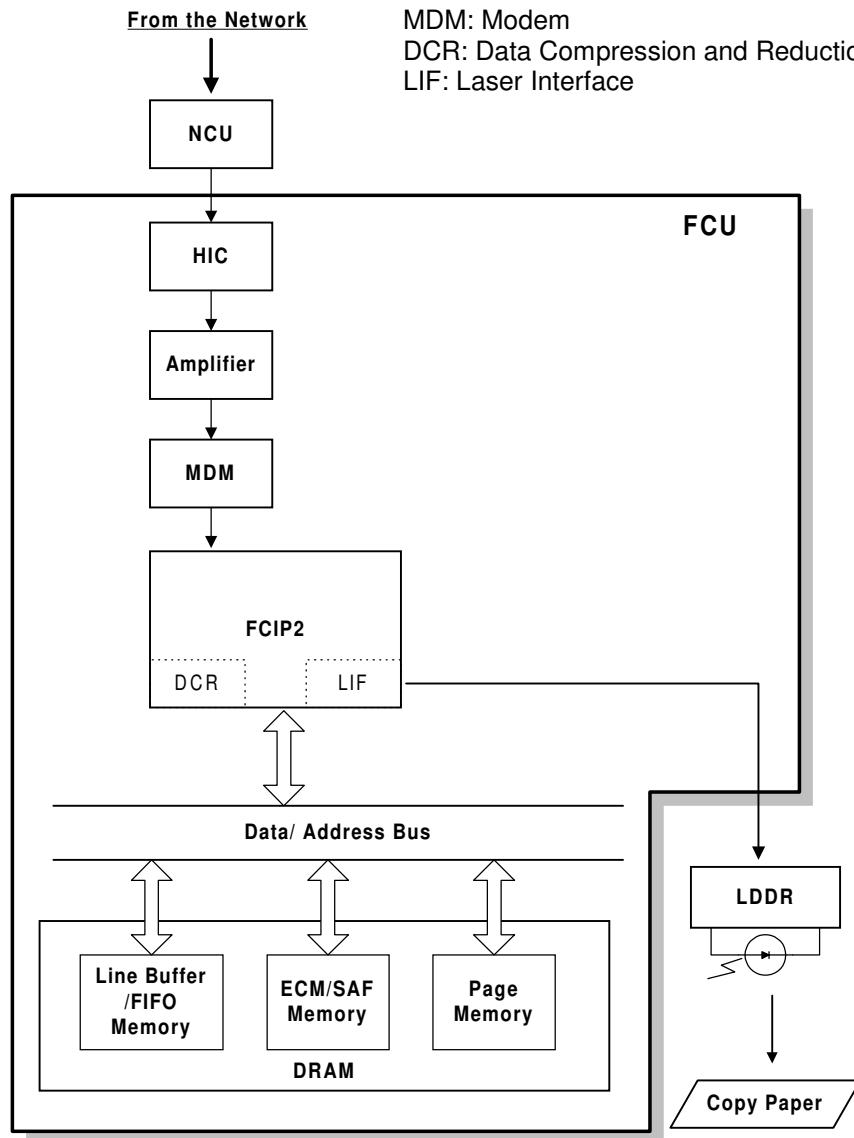 From the Network
MDM: Modem
DCR: Data Compression and Reductio
LIF: Laser Interface
NCU
FCU
HIC
Amplifier
MDM
FCIP2
DCR
LIF
Data/ Address Bus
LDDR
Line Buffer
/FIFO
Memory
ECM/SAF
Memory
Page
Memory
DRAM
Copy Paper